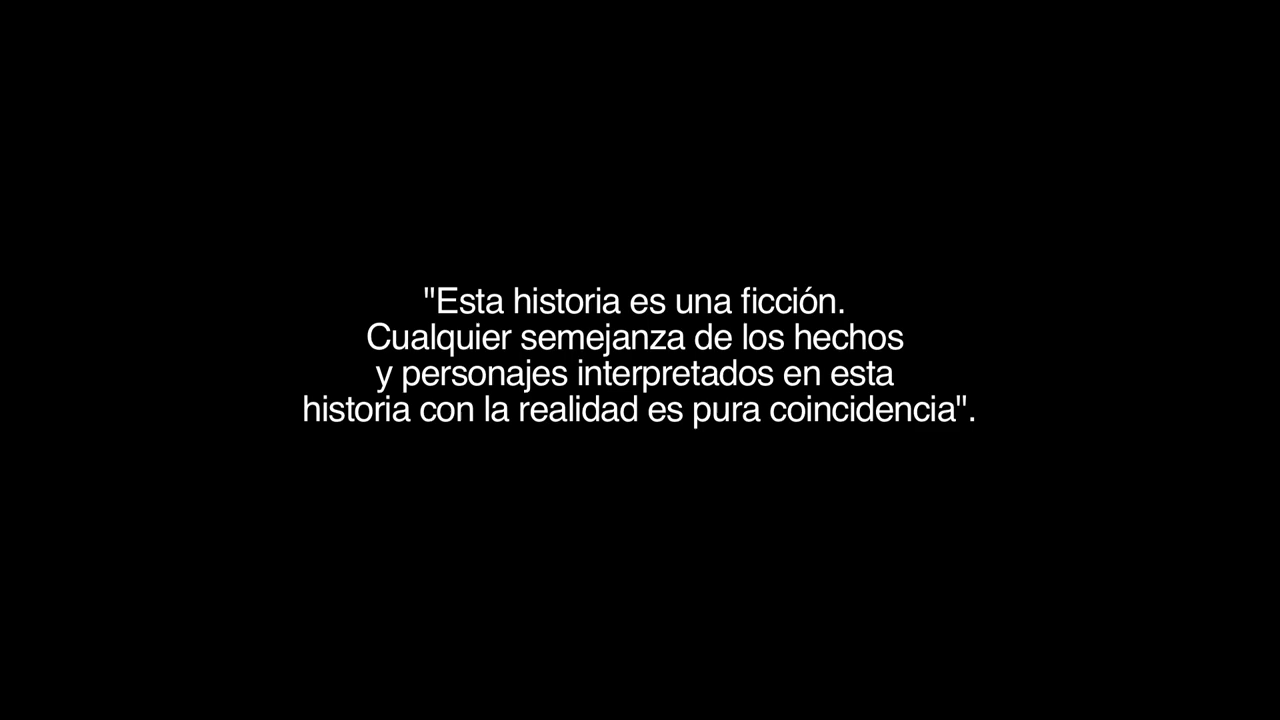 "Esta historia es una ficción.
Cualquier semejanza de los hechos
y personajes interpretados en esta
historia con la realidad es pura coincidencia".